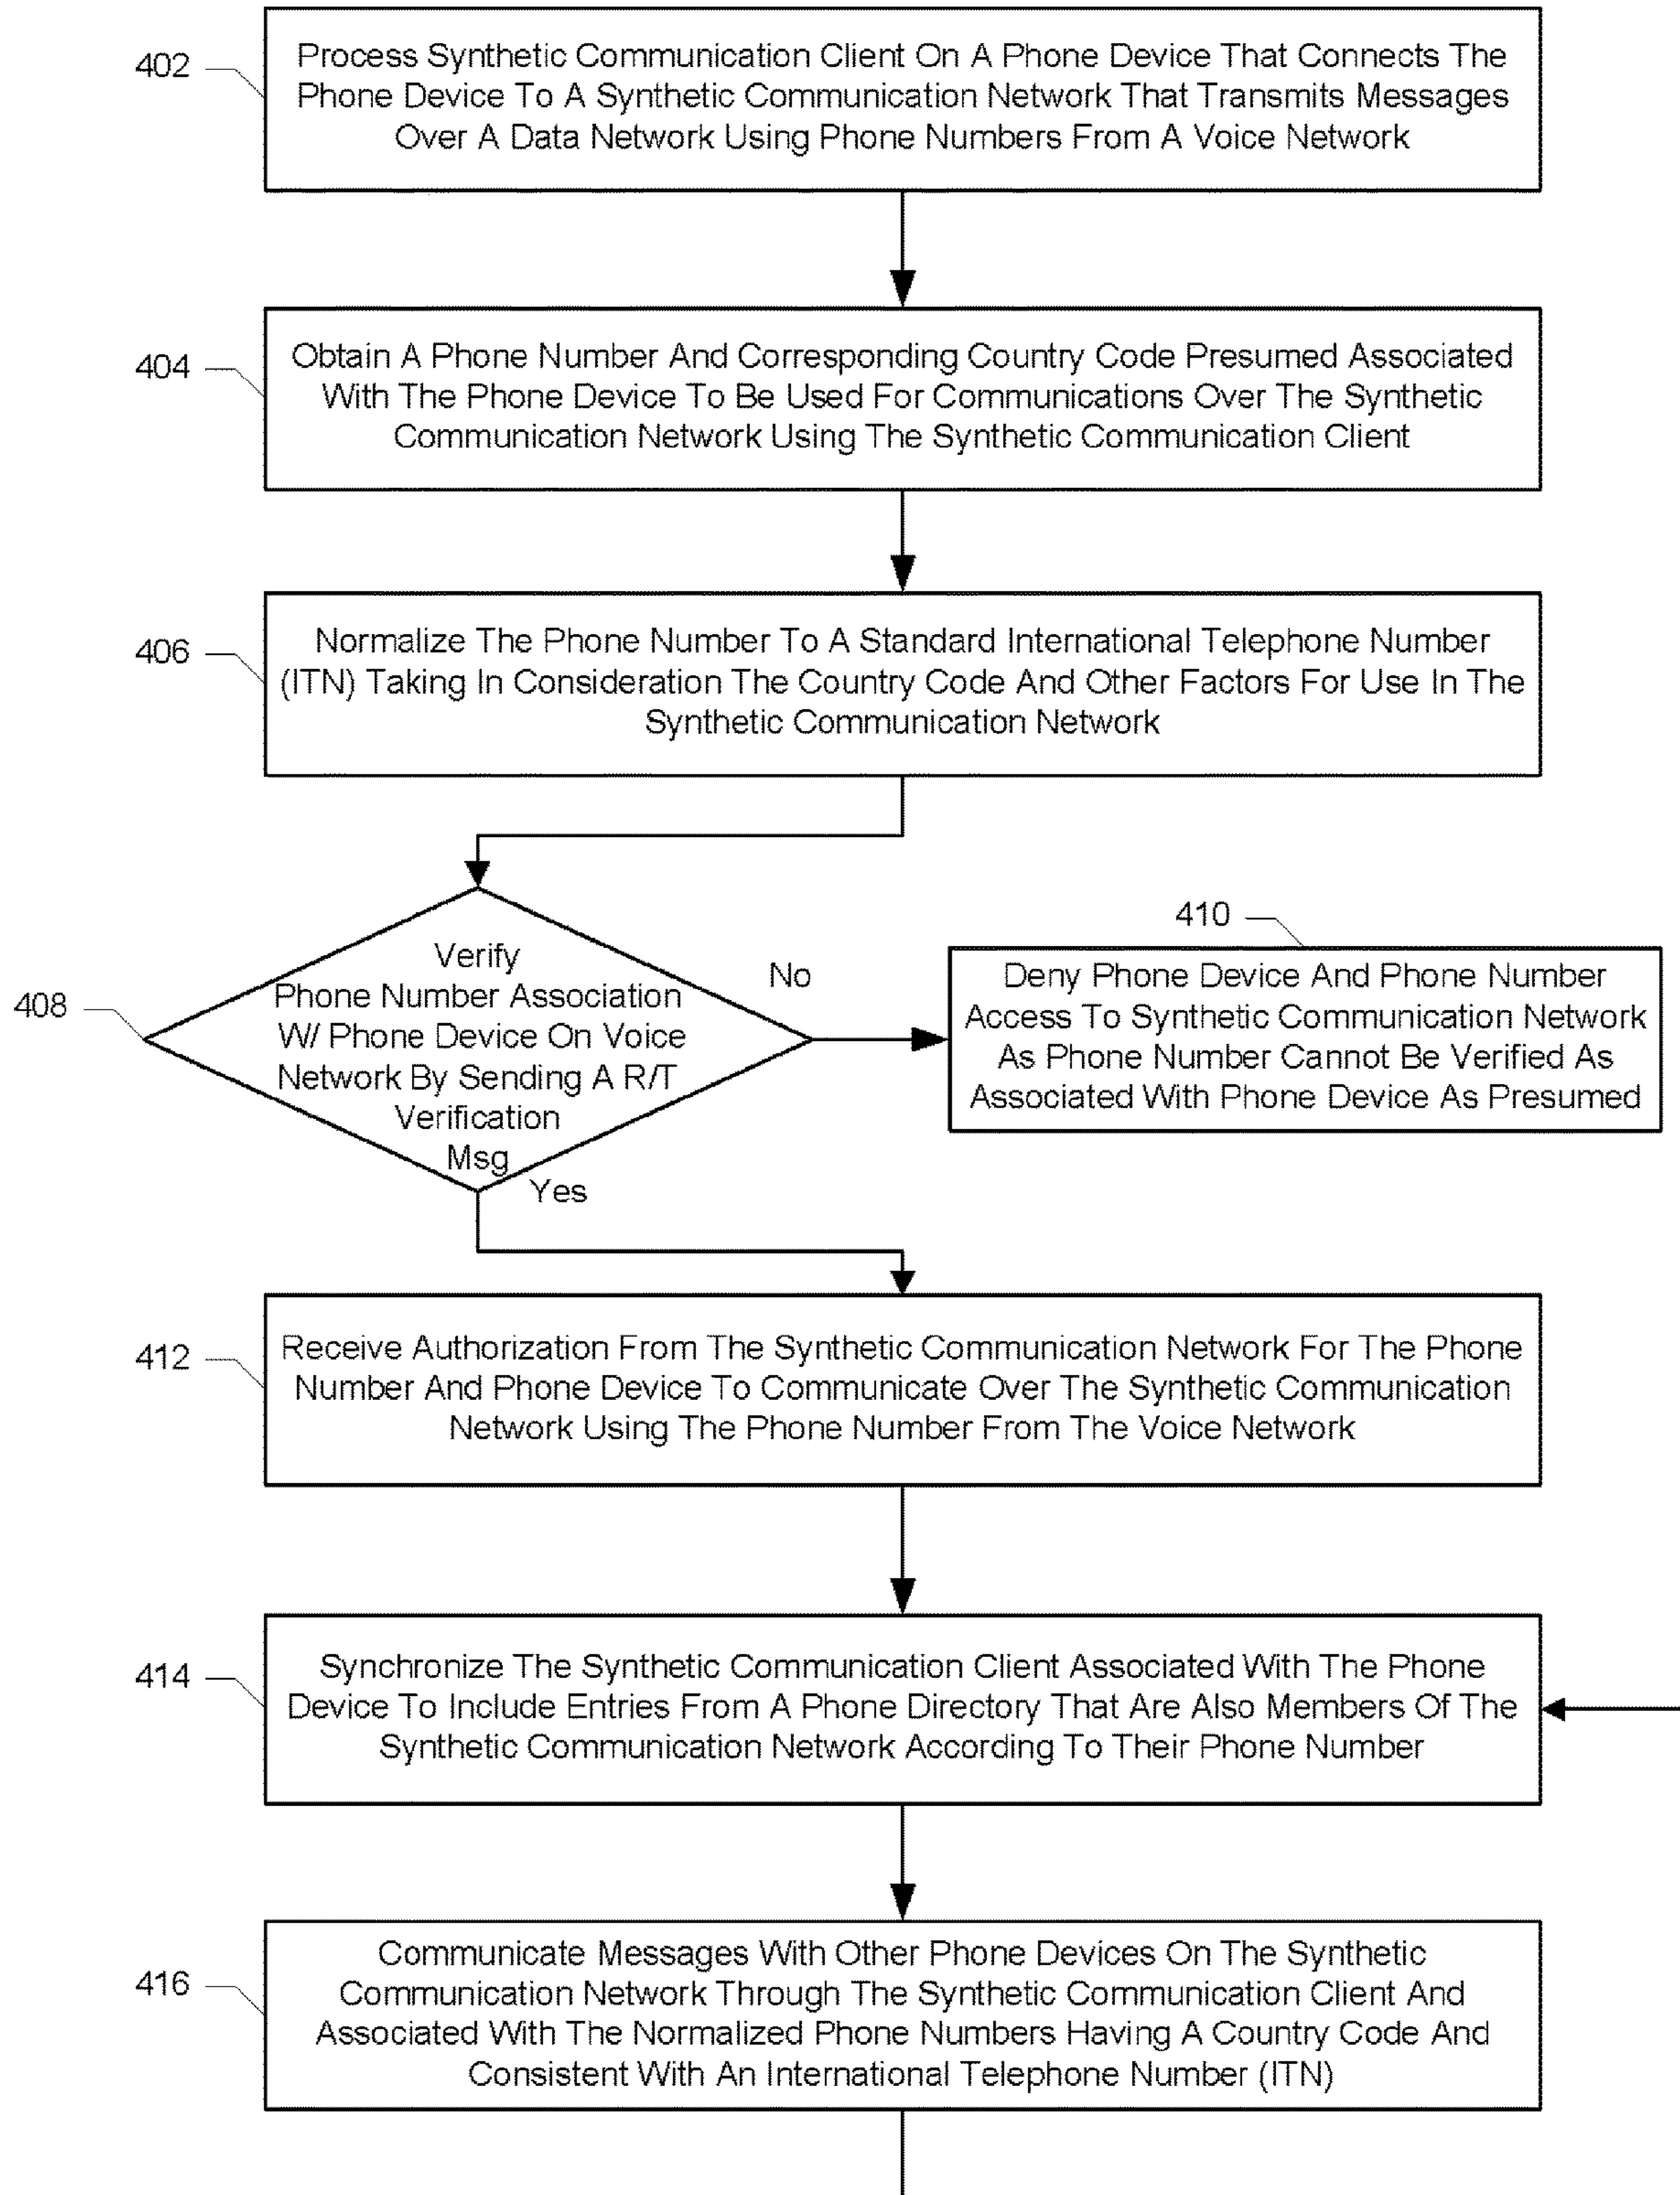 402
Process Synthetic Communication Client On A Phone Device That Connects The
Phone Device To A Synthetic Communication Network That Transmits Messages
Over A Data Network Using Phone Numbers From A Voice Network
404
Obtain A Phone Number And Corresponding Country Code Presumed Associated
With The Phone Device To Be Used For Communications Over The Synthetic
Communication Network Using The Synthetic Communication Client
406
Normalize The Phone Number To A Standard International Telephone Number
(ITN) Taking In Consideration The Country Code And Other Factors For Use In The
Synthetic Communication Network
408
Verify
Phone Number Association
W/ Phone Device On Voice
Network By Sending A R/T
Verification
Msg
No
Yes
410
Deny Phone Device And Phone Number
Access To Synthetic Communication Network
As Phone Number Cannot Be Verified As
Associated With Phone Device As Presumed
412
Receive Authorization From The Synthetic Communication Network For The Phone
Number And Phone Device To Communicate Over The Synthetic Communication
Network Using The Phone Number From The Voice Network
414
Synchronize The Synthetic Communication Client Associated With The Phone
Device To Include Entries From A Phone Directory That Are Also Members Of The
Synthetic Communication Network According To Their Phone Number
416
Communicate Messages With Other Phone Devices On The Synthetic
Communication Network Through The Synthetic Communication Client And
Associated With The Normalized Phone Numbers Having A Country Code And
Consistent With An International Telephone Number (ITN)